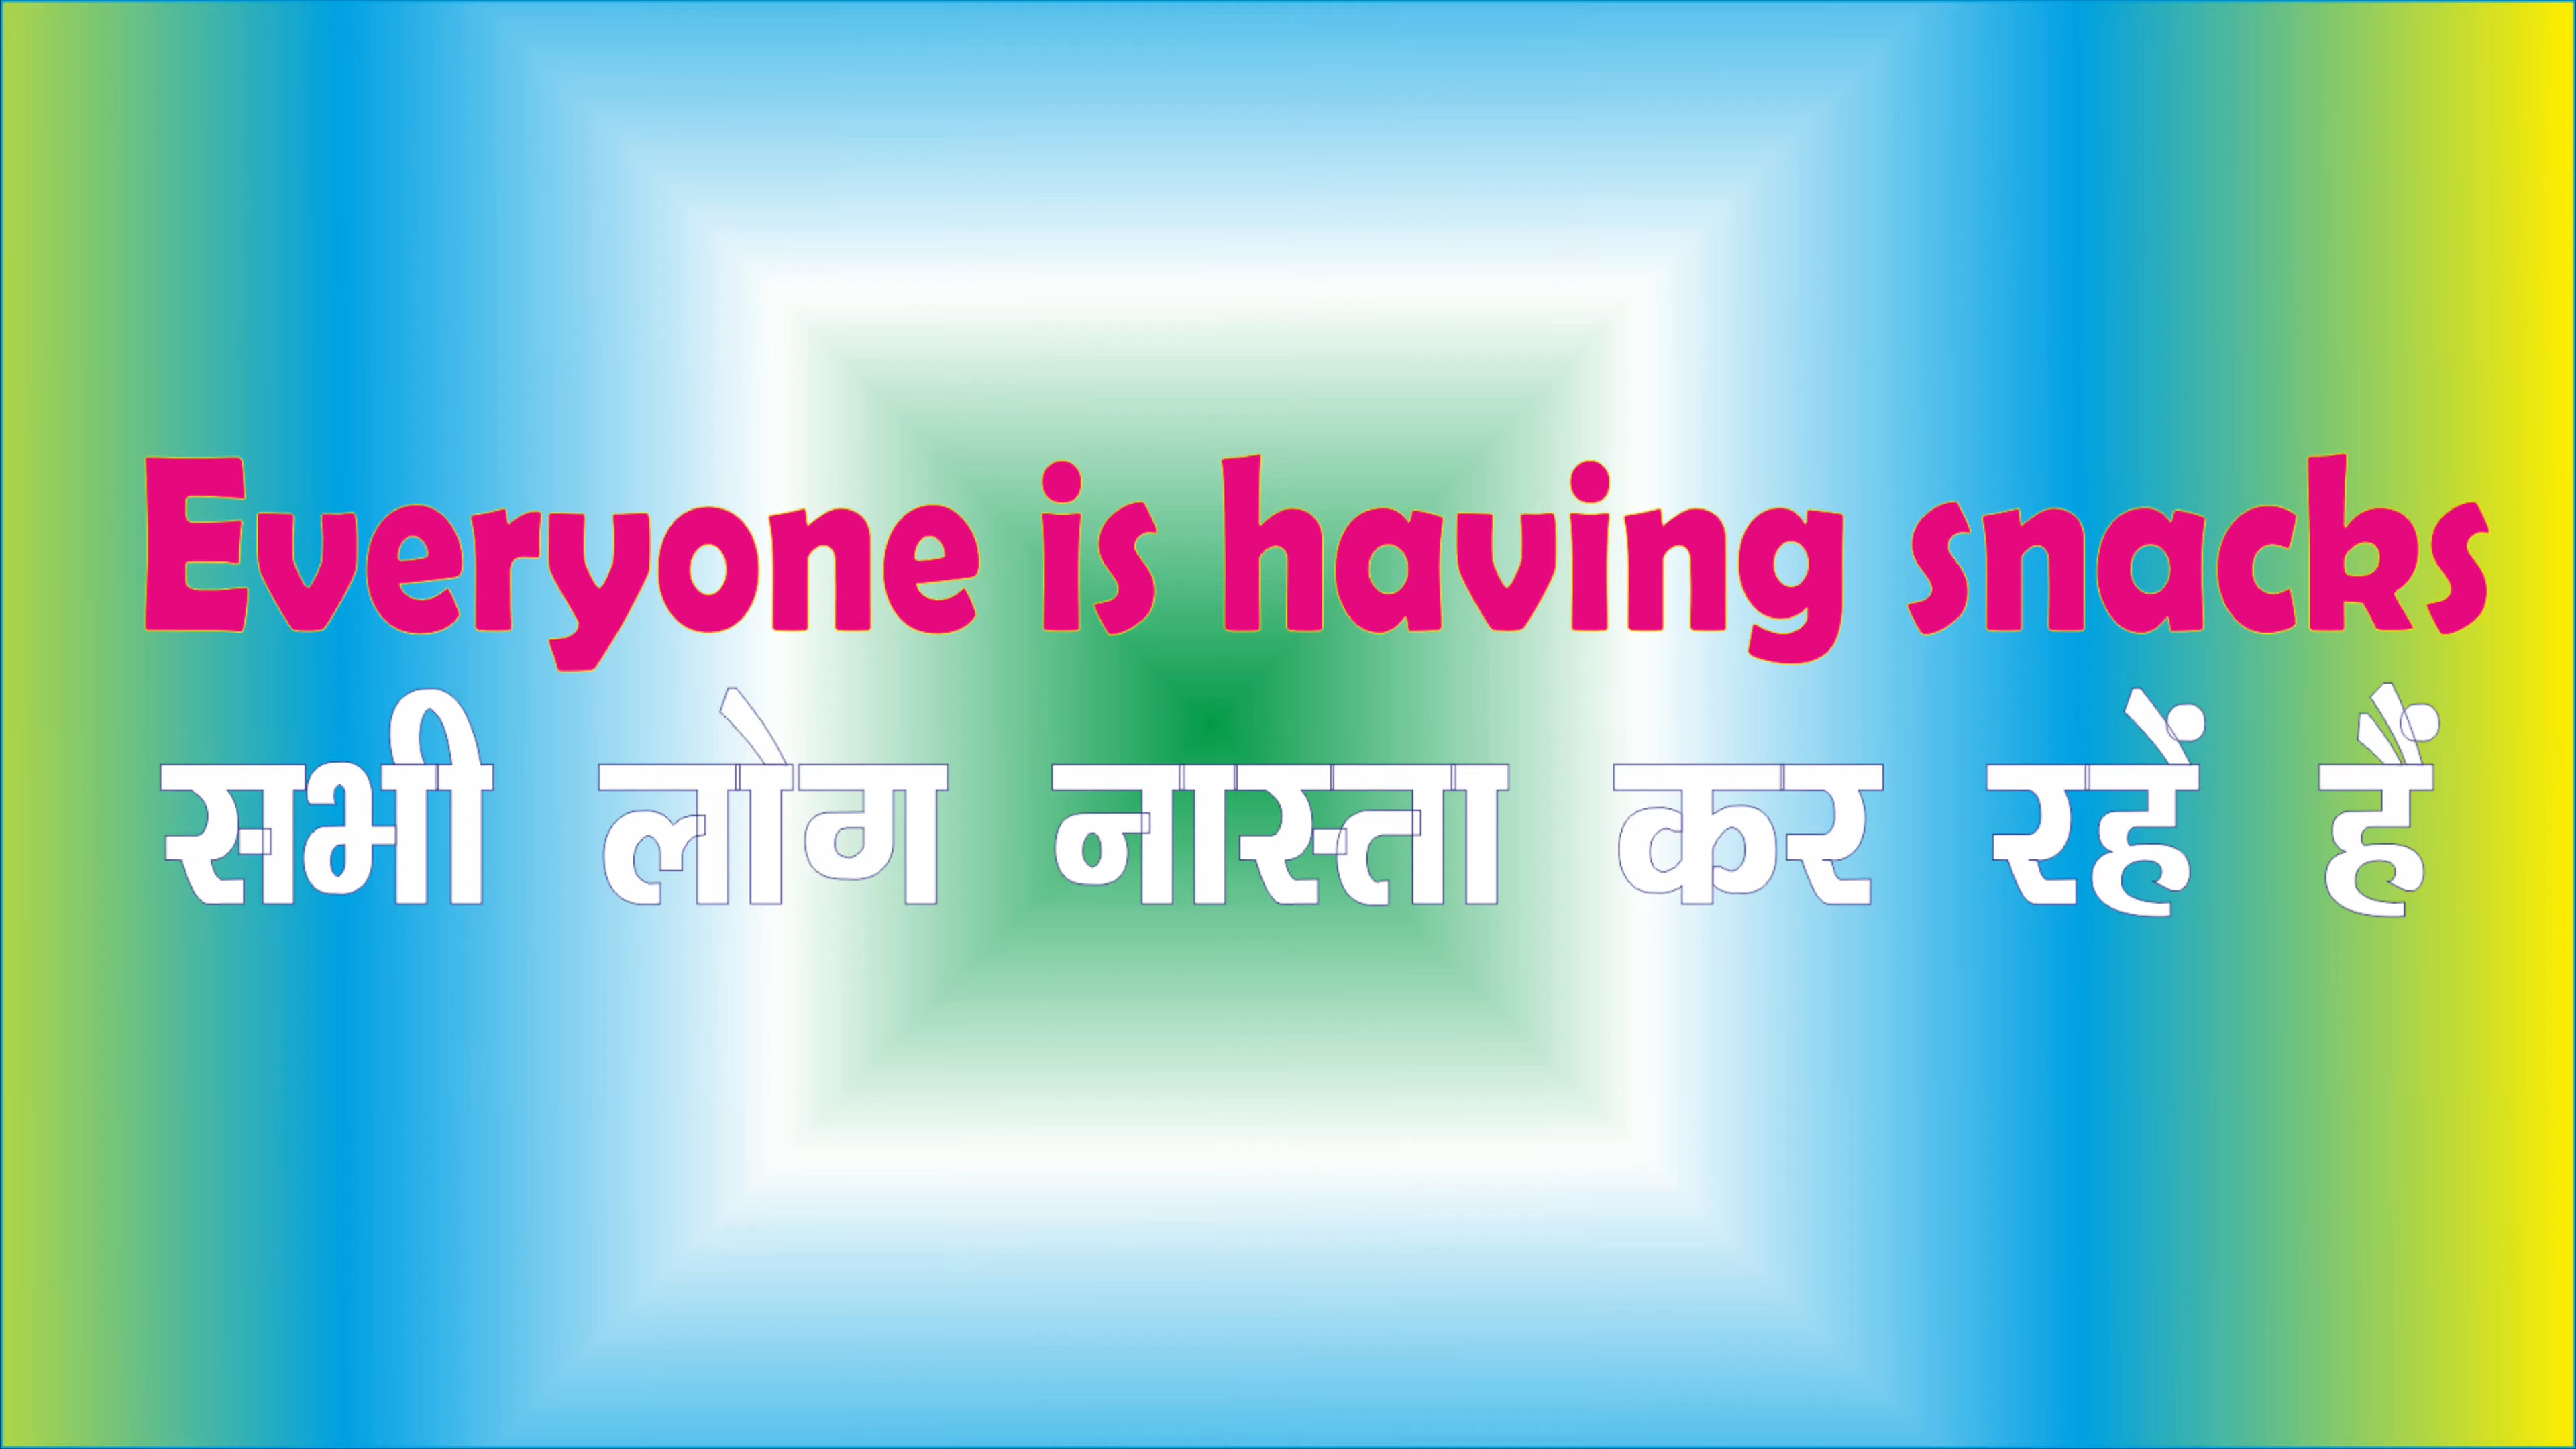 Everyone is having snacks
सभी लोग नास्ता कर रहें हैं